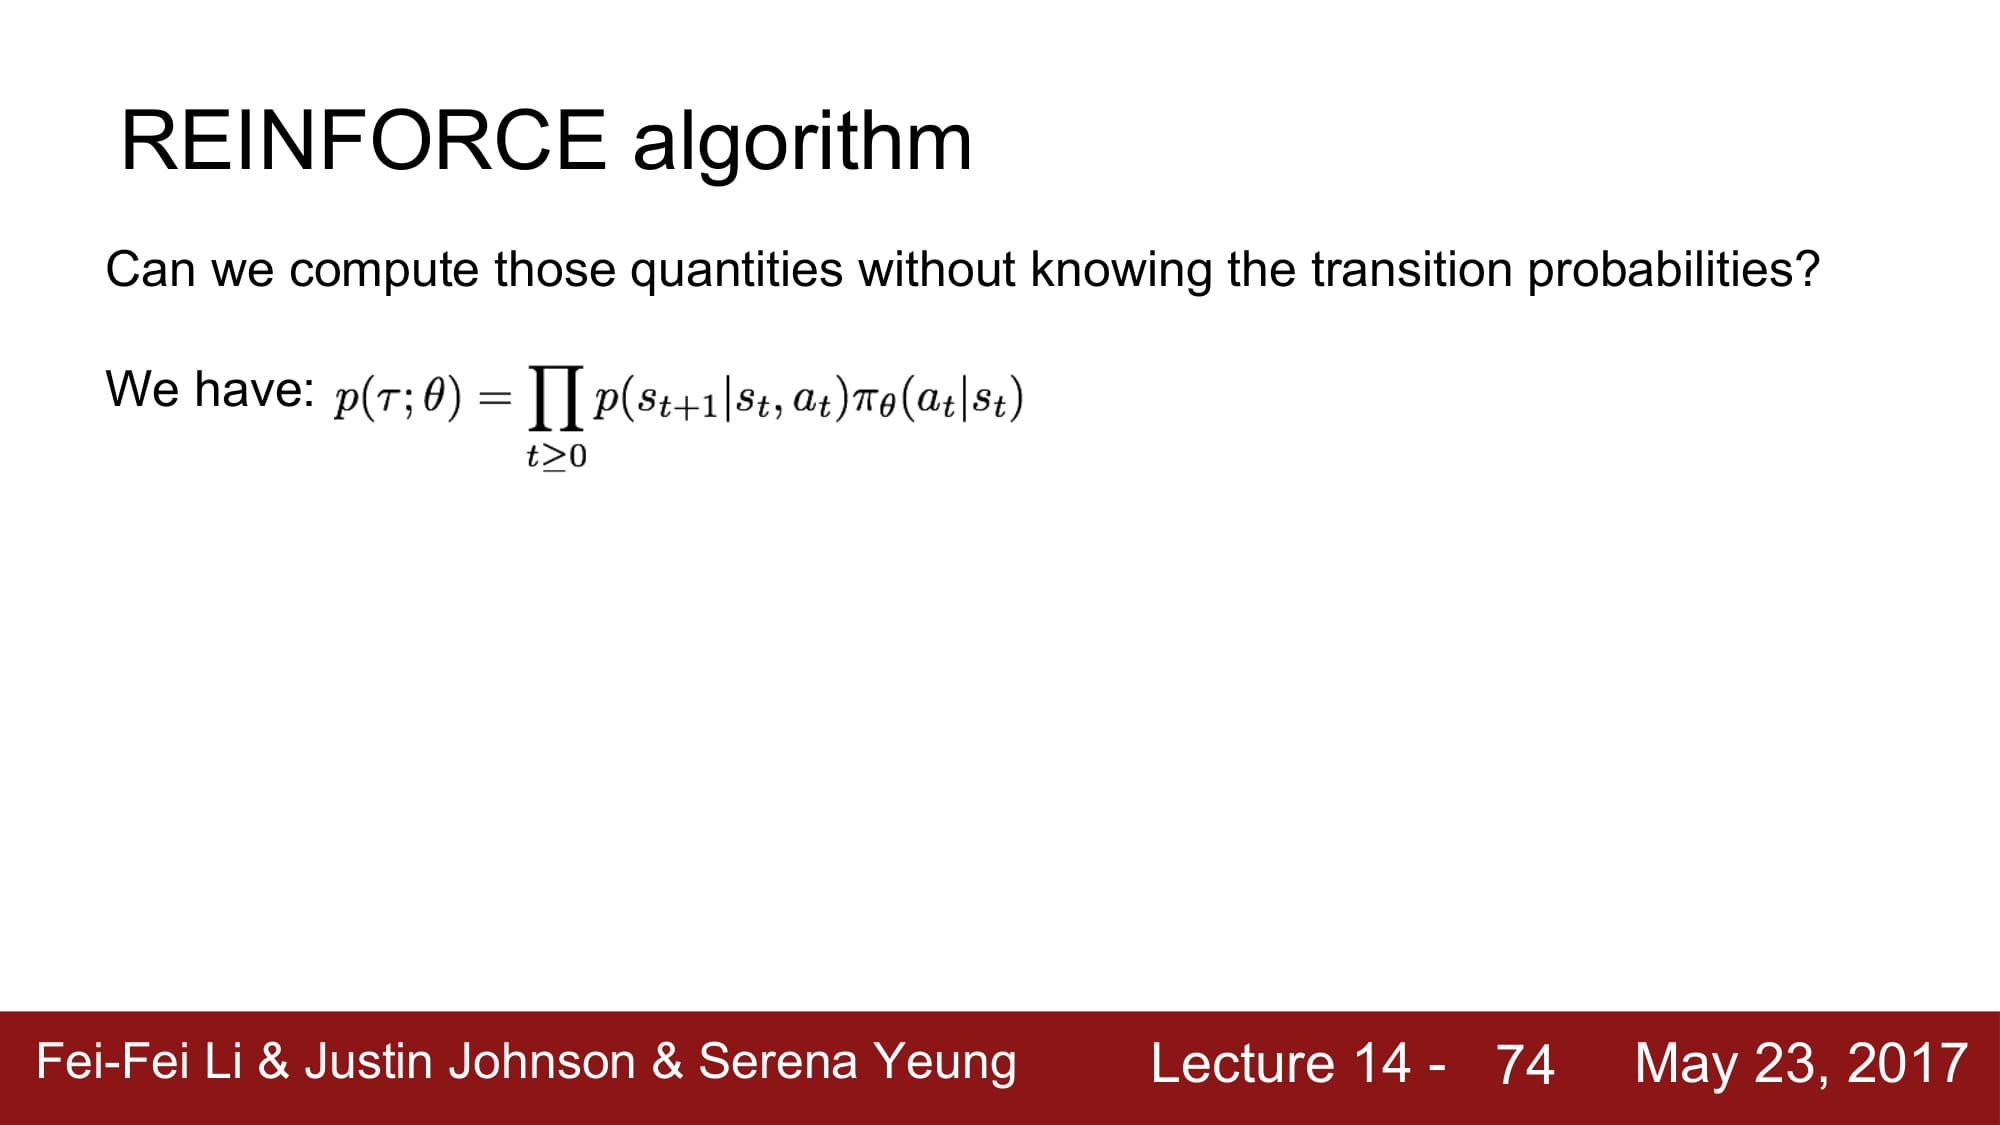 REINFORCE algorithm
Can we compute those quantities without knowing the transition probabilities?
We have: $p(\tau;\theta) = \prod_{t \geq 0} p(s_{t+1}|s_t, a_t)\pi_\theta(a_t|s_t)$
Fei-Fei Li & Justin Johnson & Serena Yeung Lecture 14 - 74 May 23, 2017